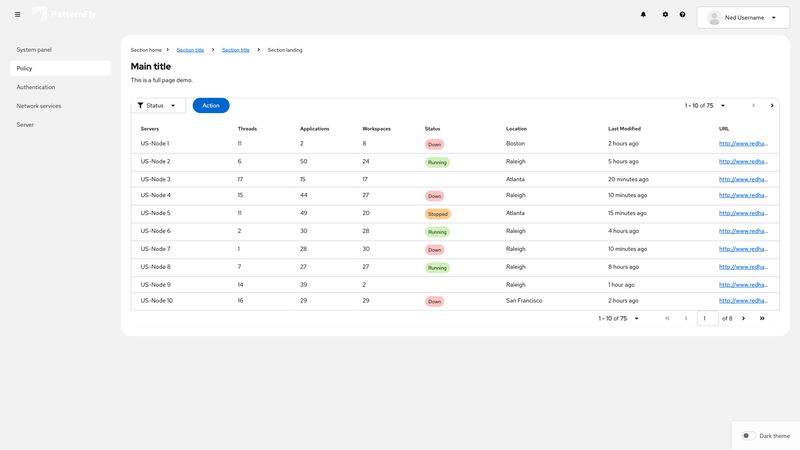 PatternFly
Ned Username
System panel
Policy
Authentication
Network services
Server
Section home Section title Section title Section landing
Main title
This is a full page demo.
Status Action 1 - 10 of 75
Servers Threads Applications Workspaces Status Location Last Modified URL
US-Node 1 11 2 8 Down Boston 2 hours ago http://www.redha...
US-Node 2 6 50 24 Running Raleigh 5 hours ago http://www.redha...
US-Node 3 17 15 17 Atlanta 20 minutes ago http://www.redha...
US-Node 4 15 44 27 Down Raleigh 10 minutes ago http://www.redha...
US-Node 5 11 49 20 Stopped Atlanta 15 minutes ago http://www.redha...
US-Node 6 2 30 28 Running Raleigh 4 hours ago http://www.redha...
US-Node 7 1 28 30 Down Raleigh 10 minutes ago http://www.redha...
US-Node 8 7 27 27 Running Raleigh 8 hours ago http://www.redha...
US-Node 9 14 39 2 Raleigh 1 hour ago http://www.redha...
US-Node 10 16 29 29 Down San Francisco 2 hours ago http://www.redha...
1 - 10 of 75 1 of 8
Dark theme